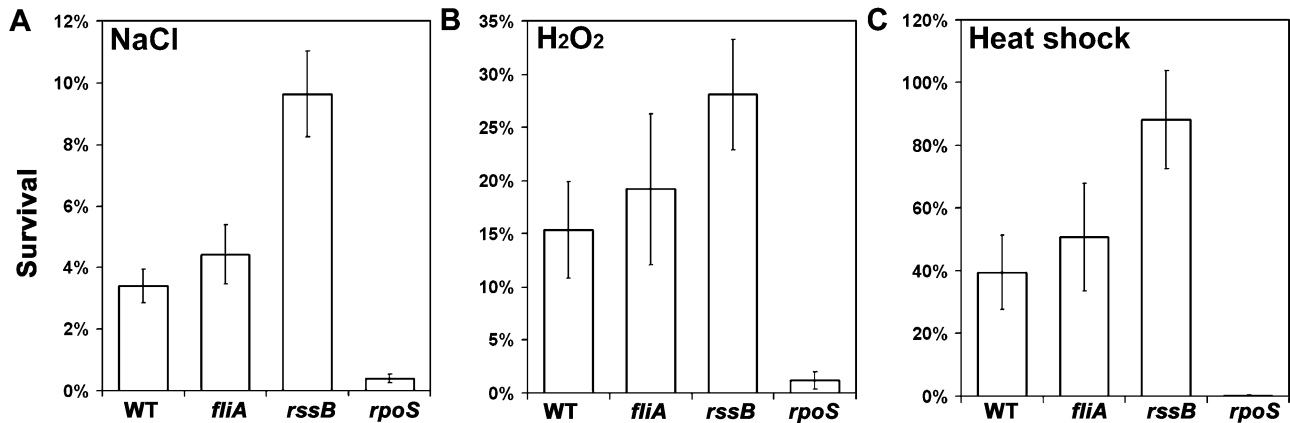 A
NaCl
Survival
12%
10%
8%
6%
4%
2%
0%
WT fliA rssB rpoS
B
H2O2
35%
30%
25%
20%
15%
10%
5%
0%
WT fliA rssB rpoS
C
Heat shock
120%
100%
80%
60%
40%
20%
0%
WT fliA rssB rpoS